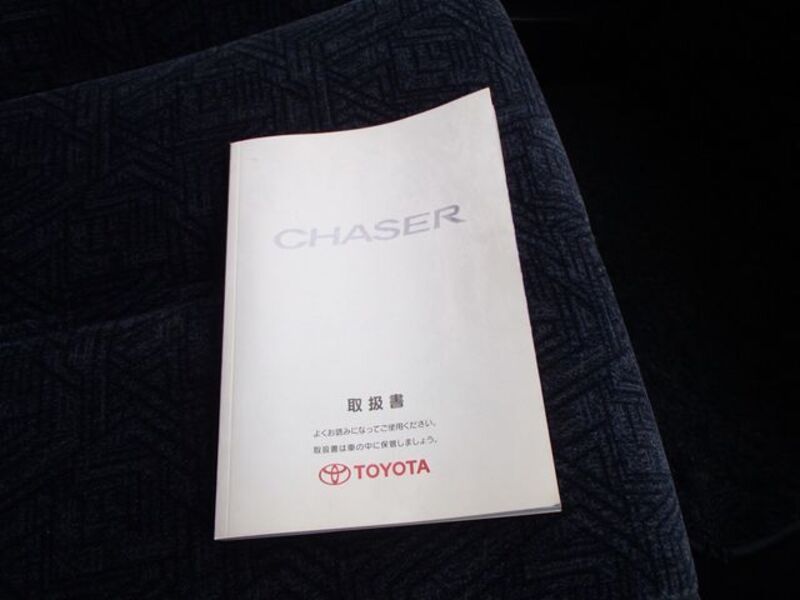 CHASER
取扱書
よくお読みになってご使用ください。
取扱書は車の中に保管しましょう。
TOYOTA